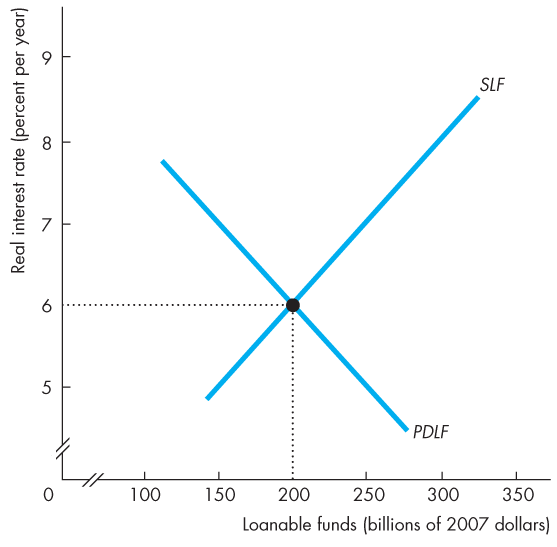 Real interest rate (percent per year)
9
8
7
6
5
0
SLF
PDLF
100 150 200 250 300 350
Loanable funds (billions of 2007 dollars)